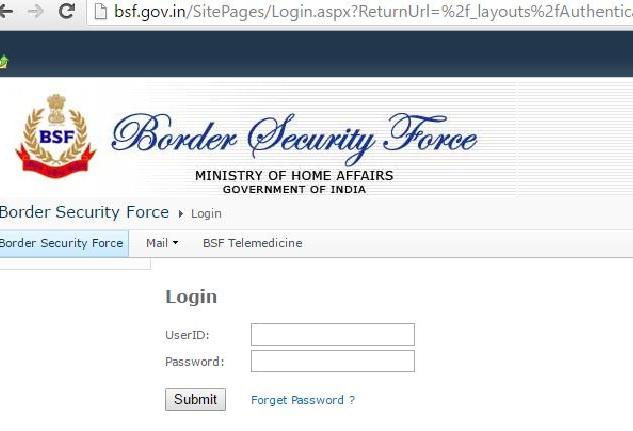 bsf.gov.in/SitePages/Login.aspx?ReturnUrl=%2f_layouts%2fAuthentica
BSF
Border Security Force
MINISTRY OF HOME AFFAIRS
GOVERNMENT OF INDIA
Border Security Force Login
Border Security Force Mail BSF Telemedicine
Login
UserID:
Password:
Submit Forget Password ?